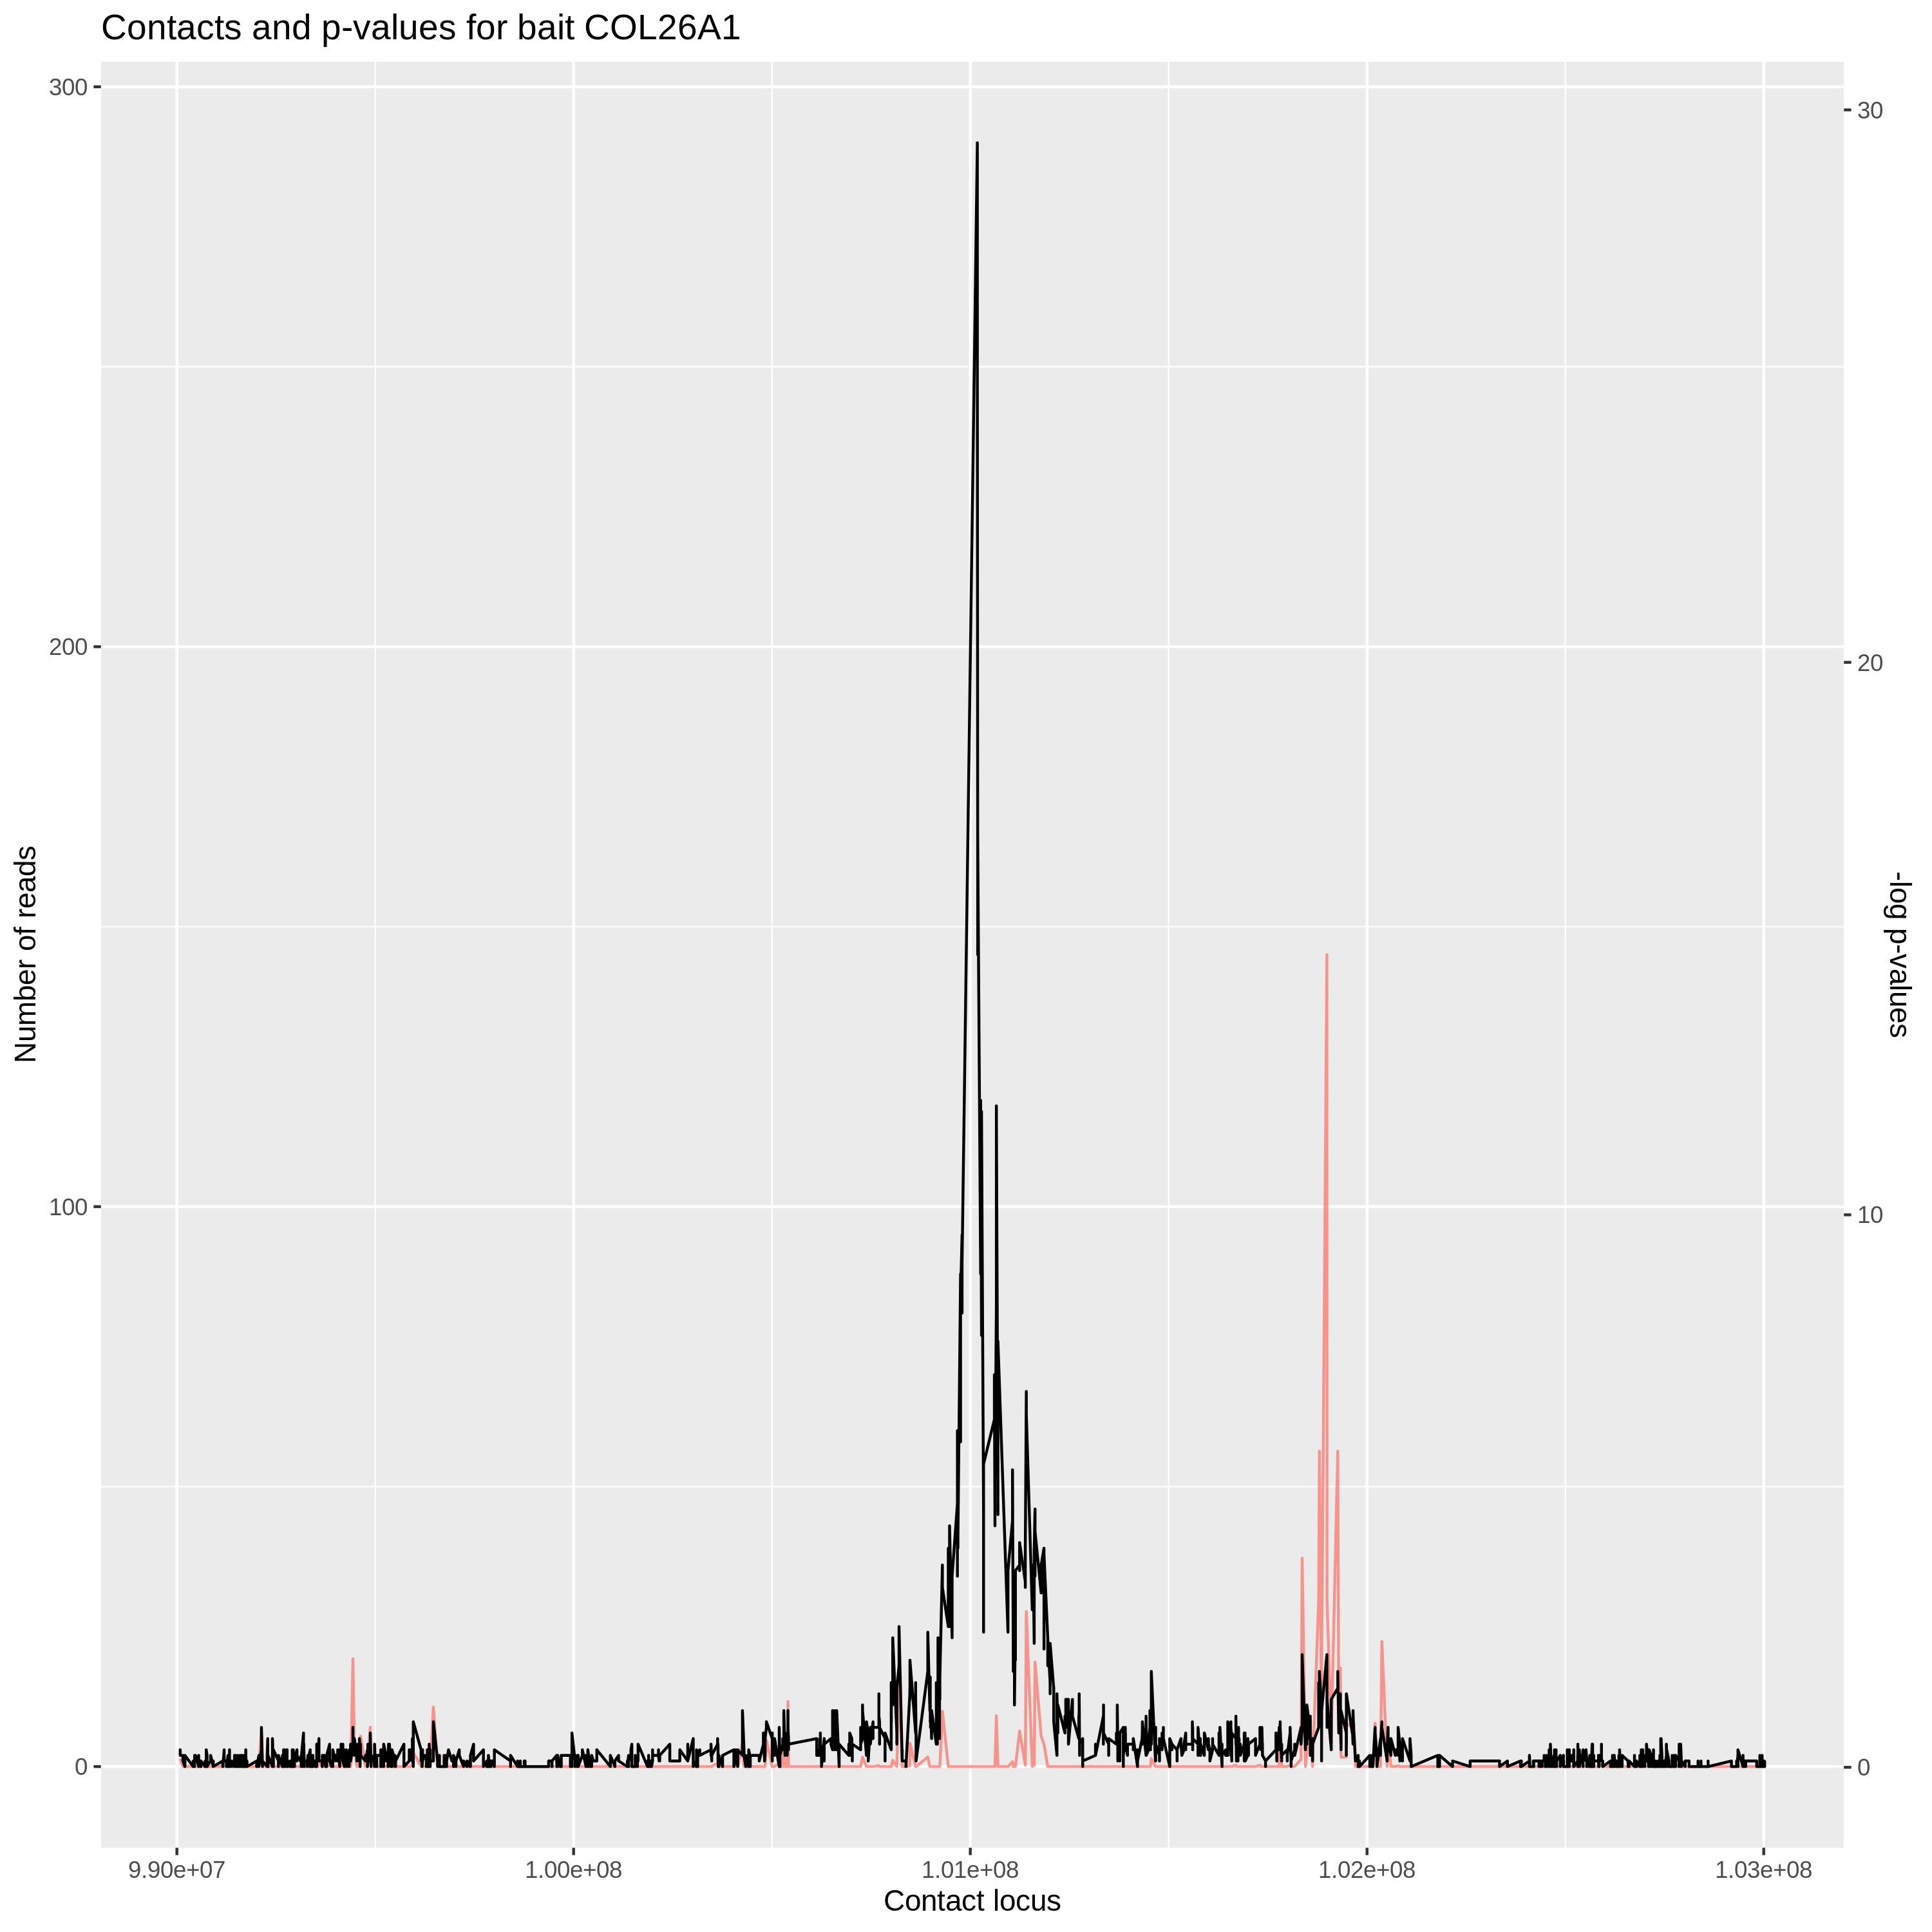 Contacts and p-values for bait COL26A1
300
200
100
0
30
20
10
0
Number of reads
-log p-values
9.90e+07
1.00e+08
1.01e+08
1.02e+08
1.03e+08
Contact locus